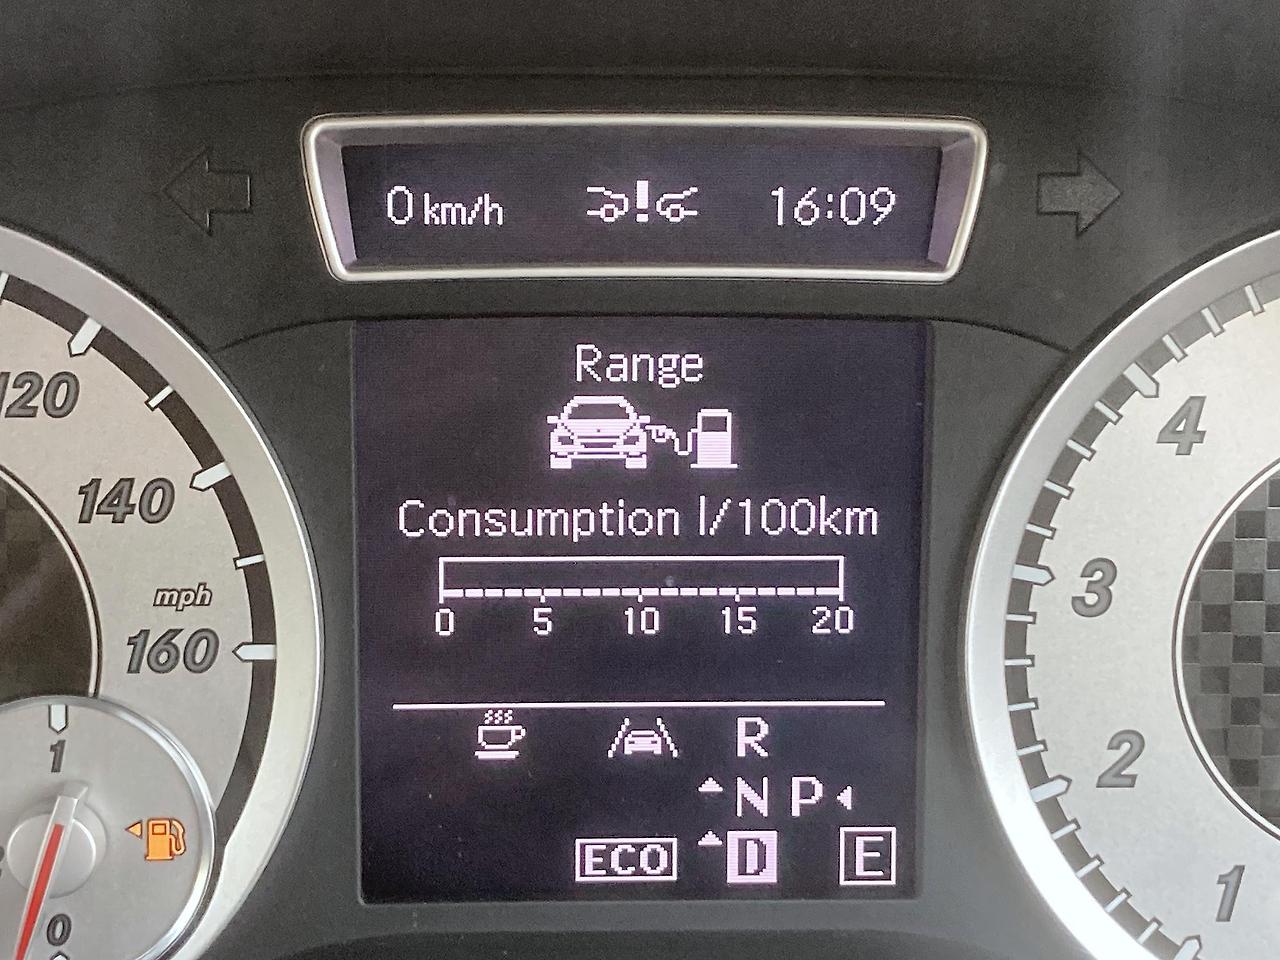 0 km/h 16:09
Range
Consumption l/100km
0 5 10 15 20
R
N P
ECO D E
120
140
mph
160
1
0
4
3
2
1